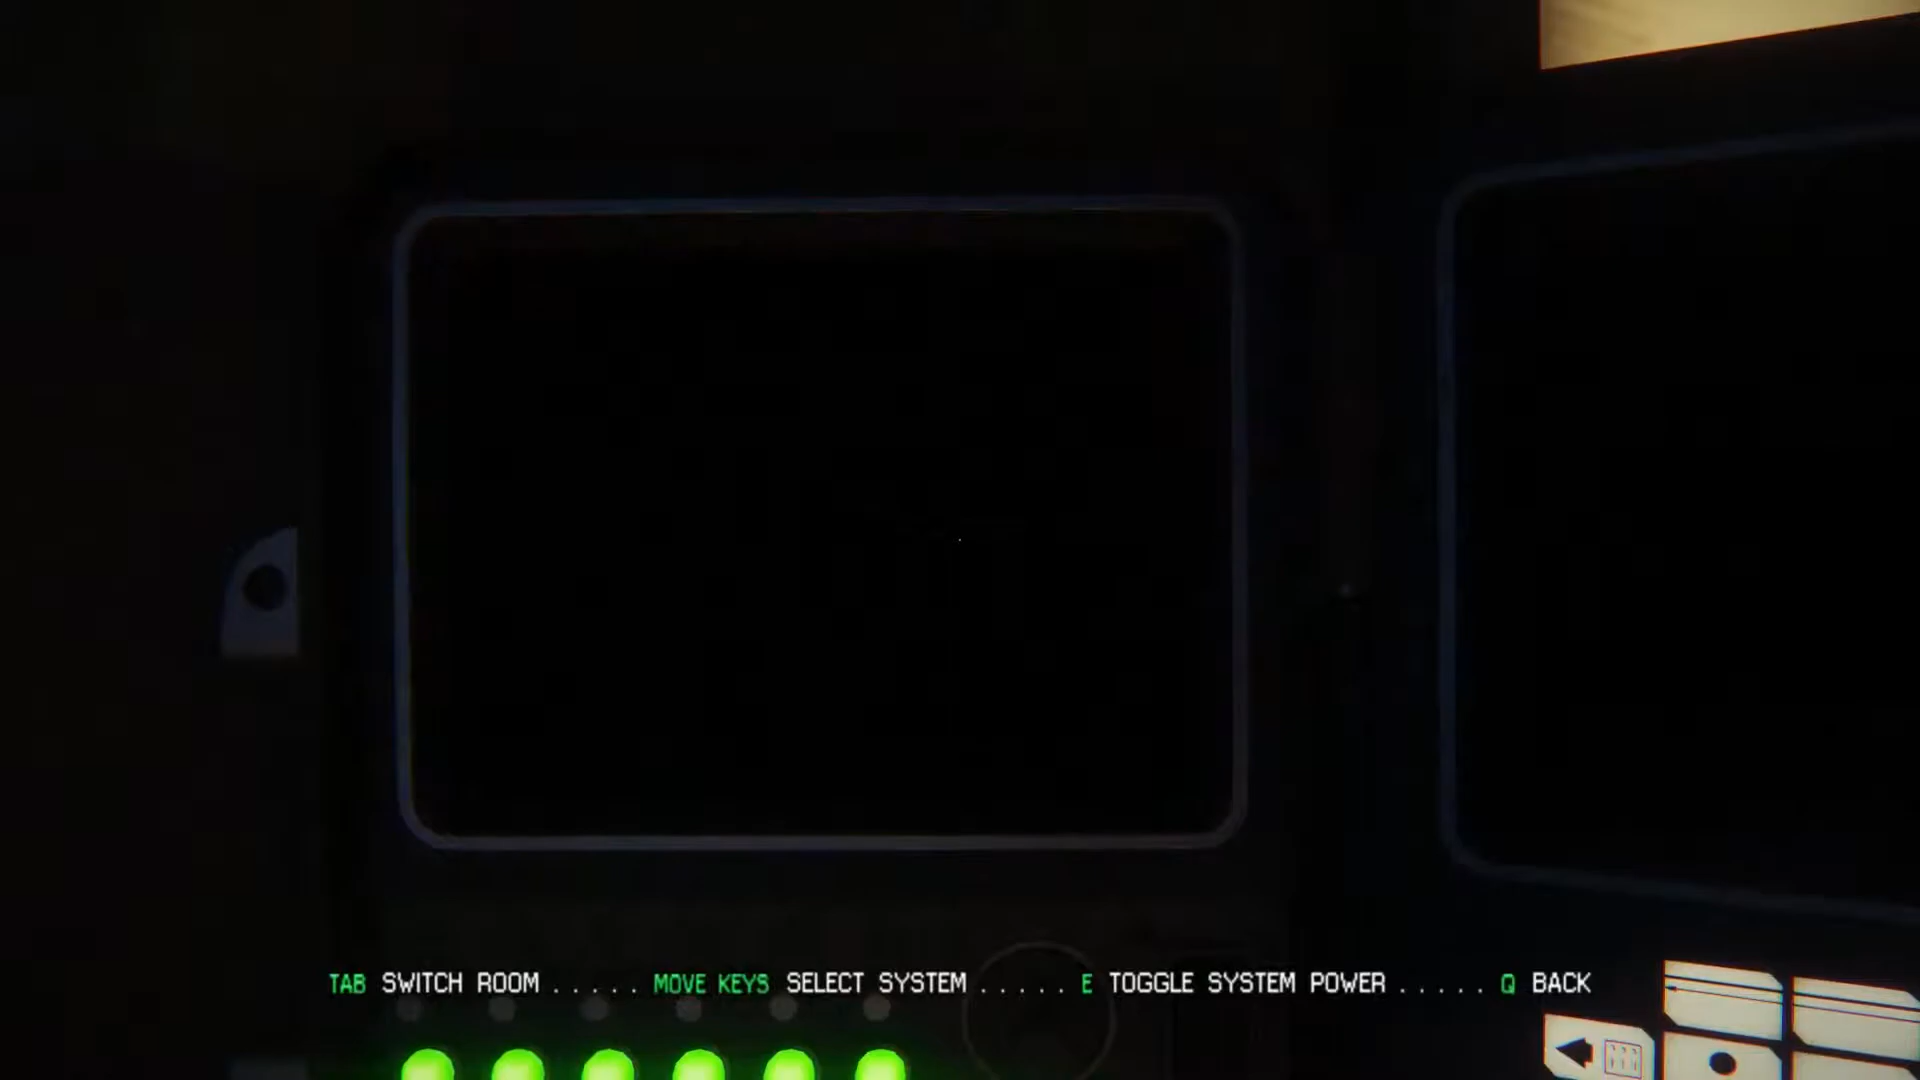 TAB SWITCH ROOM ..... MOVE KEYS SELECT SYSTEM ..... E TOGGLE SYSTEM POWER ..... Q BACK